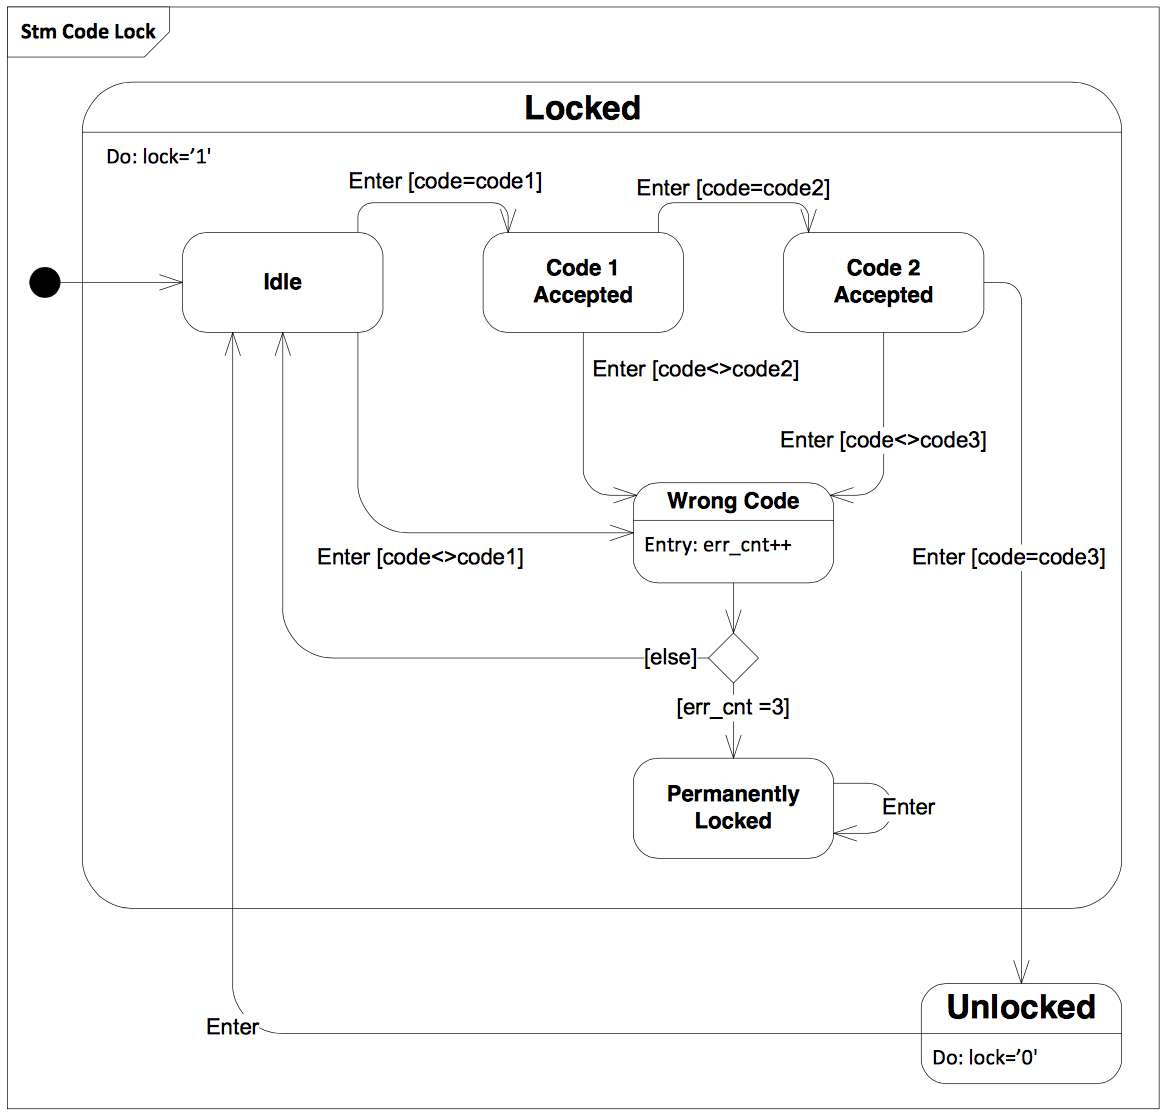 Stm Code Lock
Locked
Do: lock=’1'
Enter [code=code1]
Enter [code=code2]
Idle
Code 1
Accepted
Code 2
Accepted
Enter [code<>code2]
Enter [code<>code3]
Wrong Code
Entry: err_cnt++
Enter [code<>code1]
Enter [code=code3]
[else]
[err_cnt =3]
Permanently
Locked
Enter
Unlocked
Enter
Do: lock=’0'